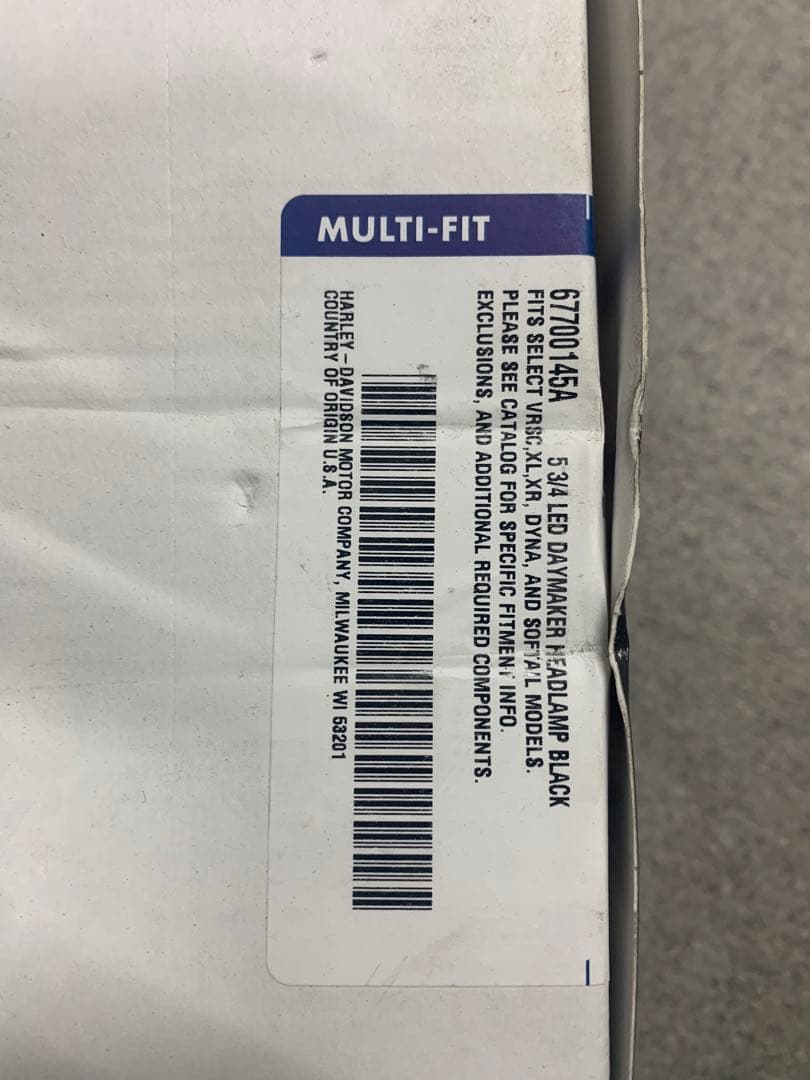 MULTI-FIT
67700145A 5 3/4 LED DAYMAKER HEADLAMP BLACK
FITS SELECT VRSC,XL,XR, DYNA, AND SOFTAIL MODELS.
PLEASE SEE CATALOG FOR SPECIFIC FITMENT INFO.
EXCLUSIONS, AND ADDITIONAL REQUIRED COMPONENTS.
HARLEY-DAVIDSON MOTOR COMPANY, MILWAUKEE WI 53201
COUNTRY OF ORIGIN U.S.A.